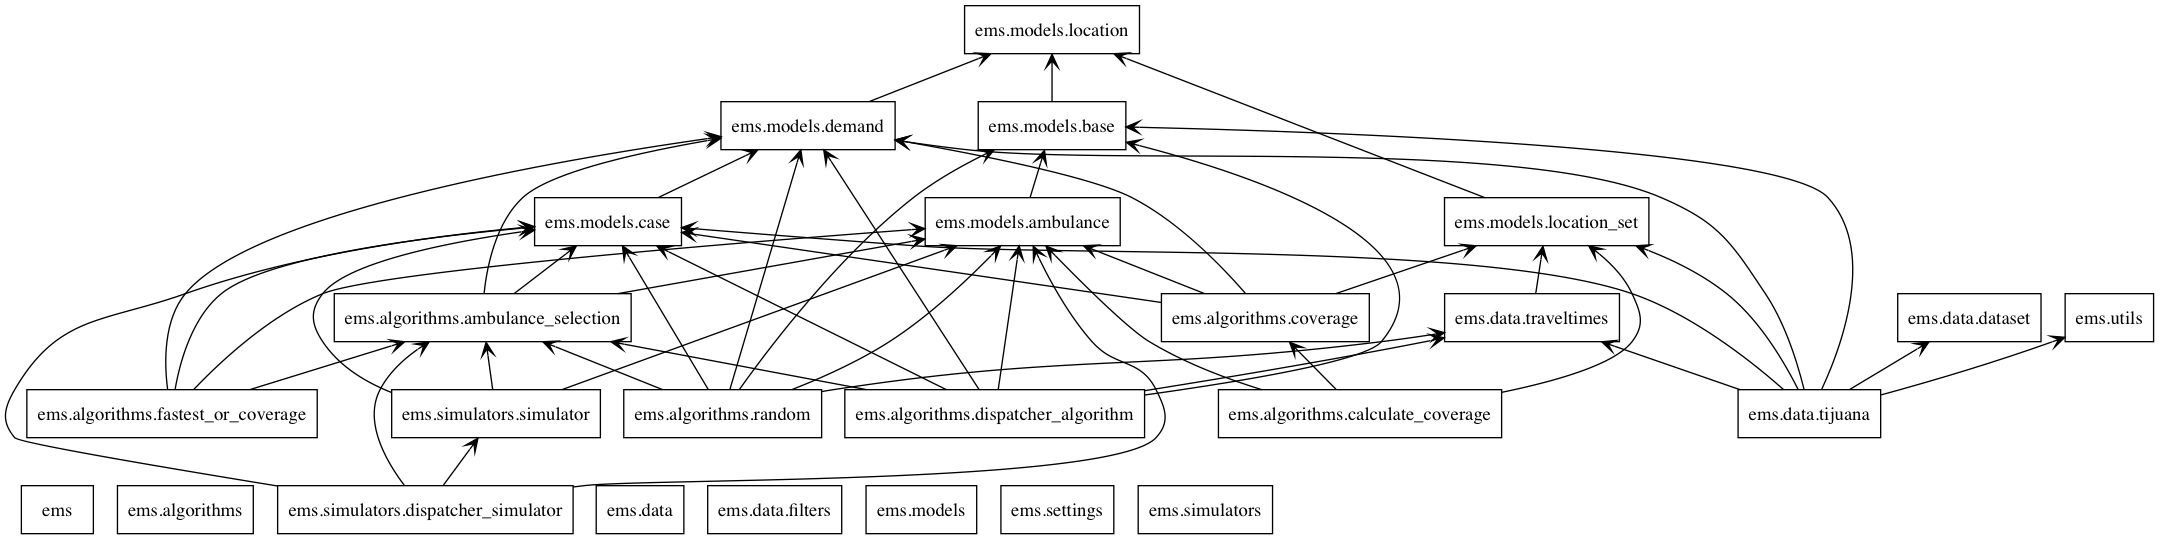 ems.models.location
ems.models.demand
ems.models.base
ems.models.case
ems.models.ambulance
ems.models.location_set
ems.algorithms.ambulance_selection
ems.algorithms.coverage
ems.data.traveltimes
ems.data.dataset
ems.utils
ems.algorithms.fastest_or_coverage
ems.simulators.simulator
ems.algorithms.random
ems.algorithms.dispatcher_algorithm
ems.algorithms.calculate_coverage
ems.data.tijuana
ems
ems.algorithms
ems.simulators.dispatcher_simulator
ems.data
ems.data.filters
ems.models
ems.settings
ems.simulators